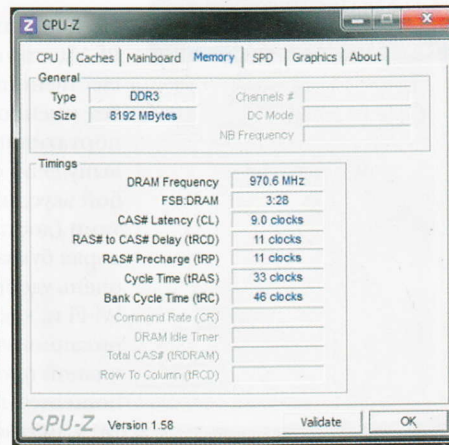 CPU-Z
CPU Caches Mainboard Memory SPD Graphics About
General
Type DDR3 Channels #
Size 8192 MBytes DC Mode
NB Frequency
Timings
DRAM Frequency 970.6 MHz
FSB:DRAM 3:28
CAS# Latency (CL) 9.0 clocks
RAS# to CAS# Delay (tRCD) 11 clocks
RAS# Precharge (tRP) 11 clocks
Cycle Time (tRAS) 33 clocks
Bank Cycle Time (tRC) 46 clocks
Command Rate (CR)
DRAM Idle Timer
Total CAS# (tRDRAM)
Row To Column (tRCD)
CPU-Z Version 1.58 Validate OK